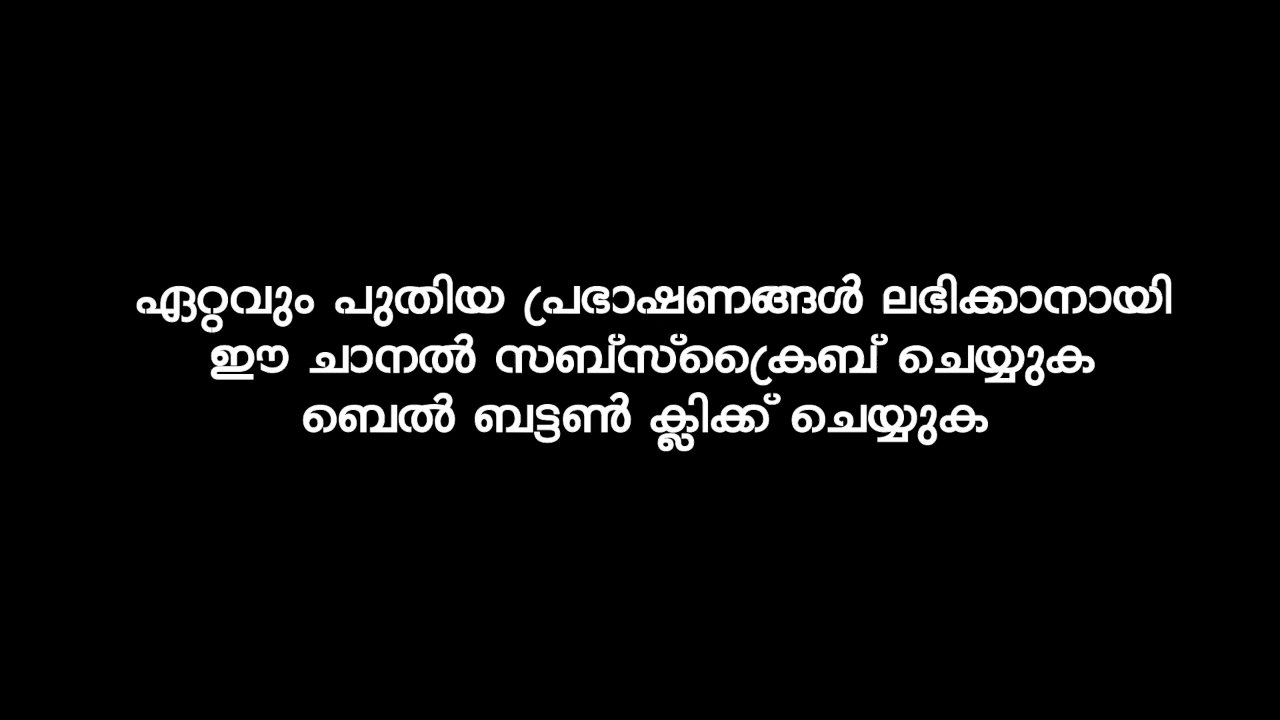 ഏറ്റവും പുതിയ പ്രഭാഷണങ്ങൾ ലഭിക്കാനായി
ഈ ചാനൽ സബ്സ്ക്രൈബ് ചെയ്യുക
ബെൽ ബട്ടൺ ക്ലിക്ക് ചെയ്യുക